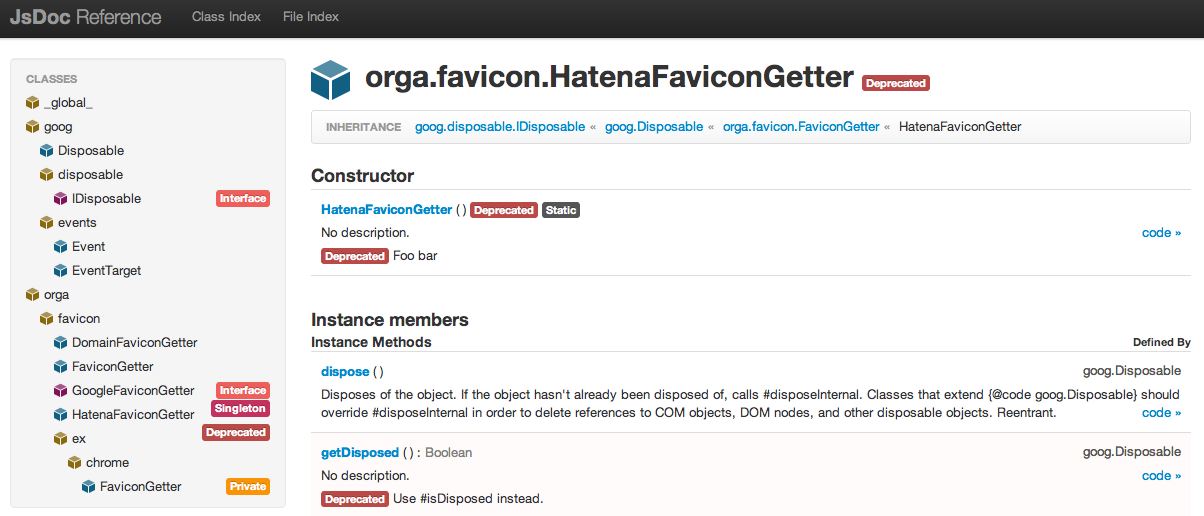 JsDoc Reference Class Index File Index
CLASSES
_global_
goog
Disposable
disposable
IDisposable Interface
events
Event
EventTarget
orga
favicon
DomainFaviconGetter
FaviconGetter
GoogleFaviconGetter Interface
Singleton
HatenaFaviconGetter
Deprecated
ex
chrome
FaviconGetter Private
orga.favicon.HatenaFaviconGetter Deprecated
INHERITANCE goog.disposable.IDisposable « goog.Disposable « orga.favicon.FaviconGetter « HatenaFaviconGetter
Constructor
HatenaFaviconGetter () Deprecated Static
No description. code »
Deprecated Foo bar
Instance members
Instance Methods Defined By
dispose () goog.Disposable
Disposes of the object. If the object hasn't already been disposed of, calls #disposeInternal. Classes that extend {@code goog.Disposable} should
override #disposeInternal in order to delete references to COM objects, DOM nodes, and other disposable objects. Reentrant. code »
getDisposed () : Boolean goog.Disposable
No description. code »
Deprecated Use #isDisposed instead.